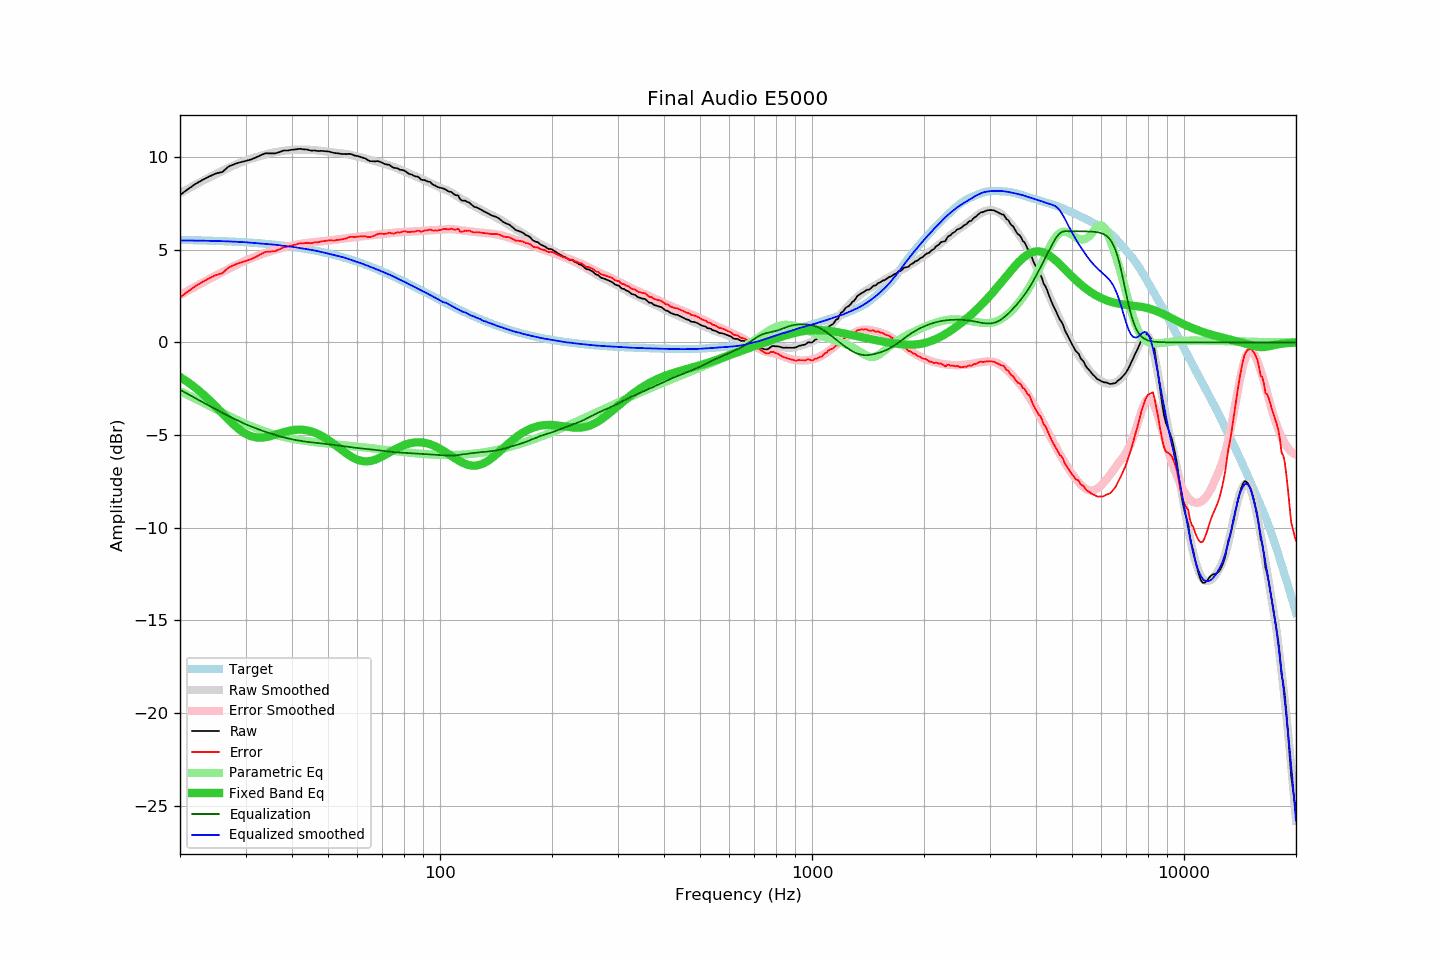 Final Audio E5000
10
5
0
−5
−10
−15
−20
−25
Amplitude (dBr)
Target
Raw Smoothed
Error Smoothed
Raw
Error
Parametric Eq
Fixed Band Eq
Equalization
Equalized smoothed
100 1000 10000
Frequency (Hz)